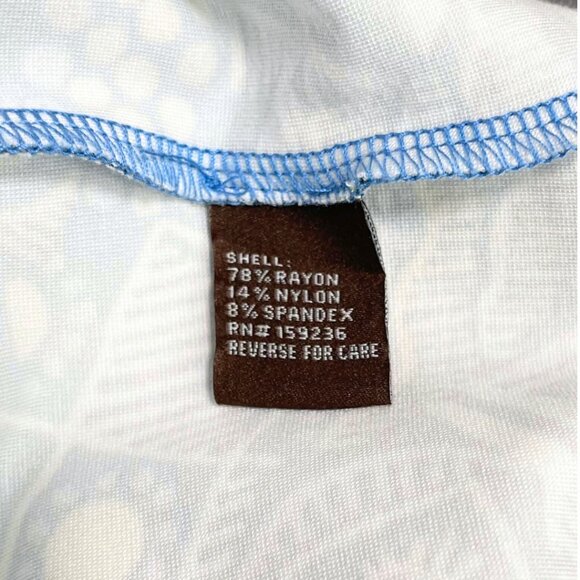 SHELL:
78% RAYON
14% NYLON
8% SPANDEX
RN# 159236
REVERSE FOR CARE